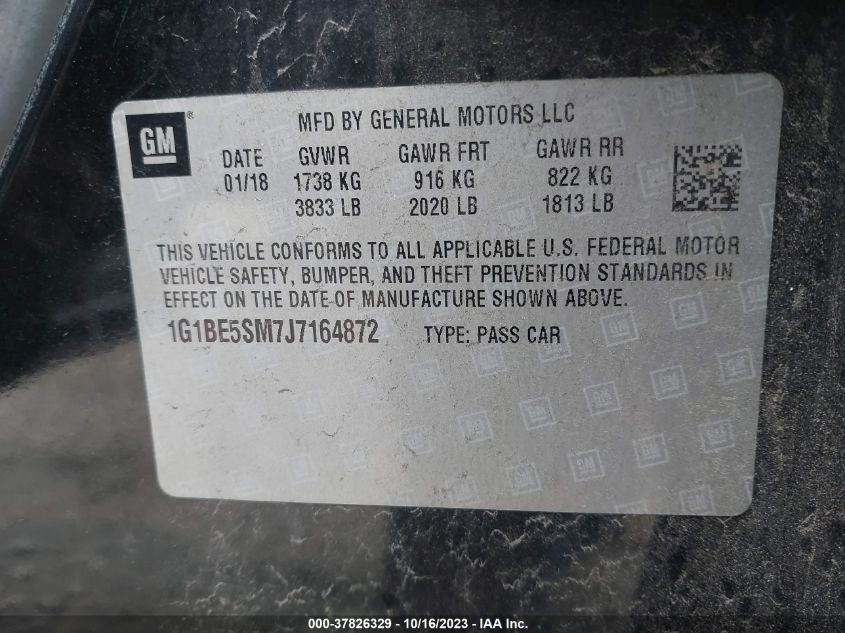 GM®
MFD BY GENERAL MOTORS LLC
DATE GVWR GAWR FRT GAWR RR
01/18 1738 KG 916 KG 822 KG
3833 LB 2020 LB 1813 LB
THIS VEHICLE CONFORMS TO ALL APPLICABLE U.S. FEDERAL MOTOR
VEHICLE SAFETY, BUMPER, AND THEFT PREVENTION STANDARDS IN
EFFECT ON THE DATE OF MANUFACTURE SHOWN ABOVE.
1G1BE5SM7J7164872 TYPE: PASS CAR
000-37826329 - 10/16/2023 - IAA Inc.